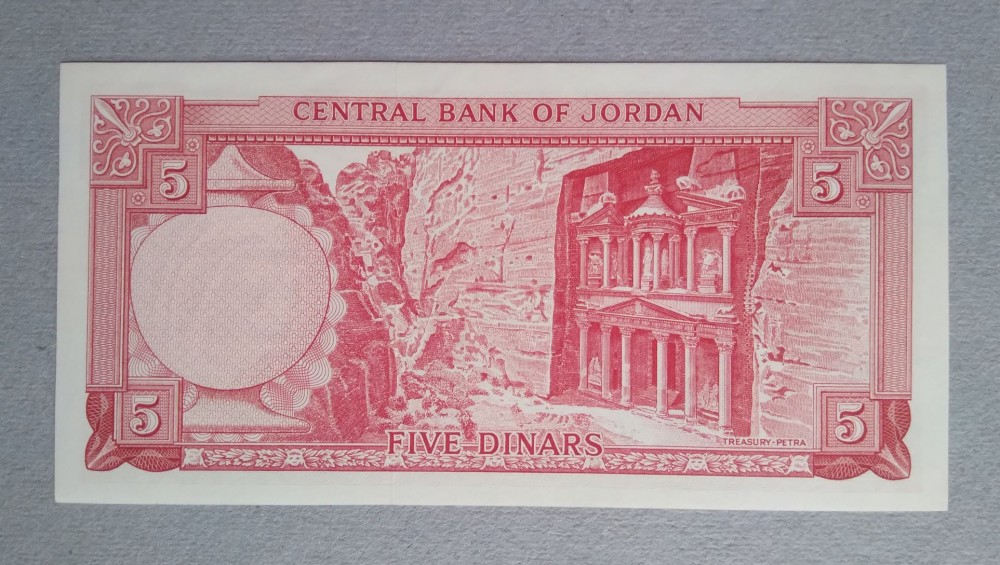 CENTRAL BANK OF JORDAN
5
5
5
FIVE DINARS
TREASURY-PETRA
5